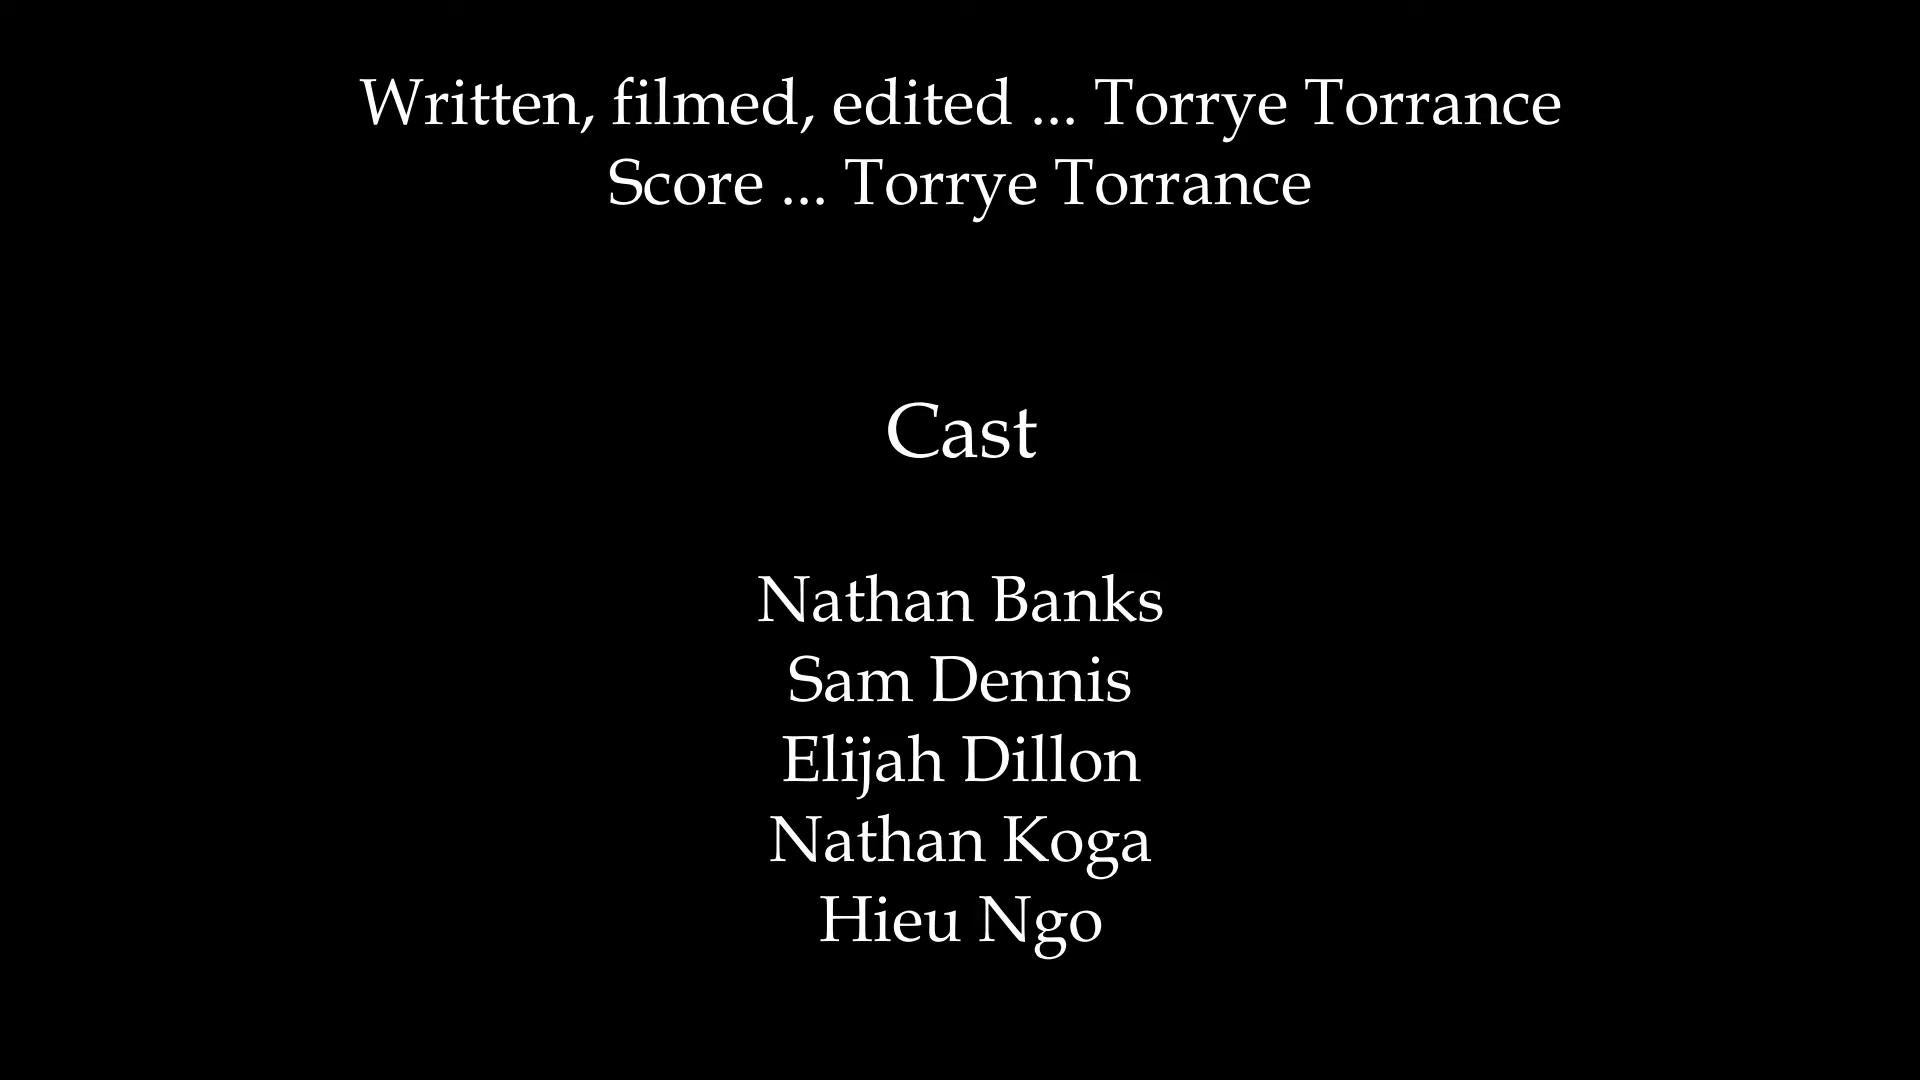 Written, filmed, edited ... Torrye Torrance
Score ... Torrye Torrance
Cast
Nathan Banks
Sam Dennis
Elijah Dillon
Nathan Koga
Hieu Ngo